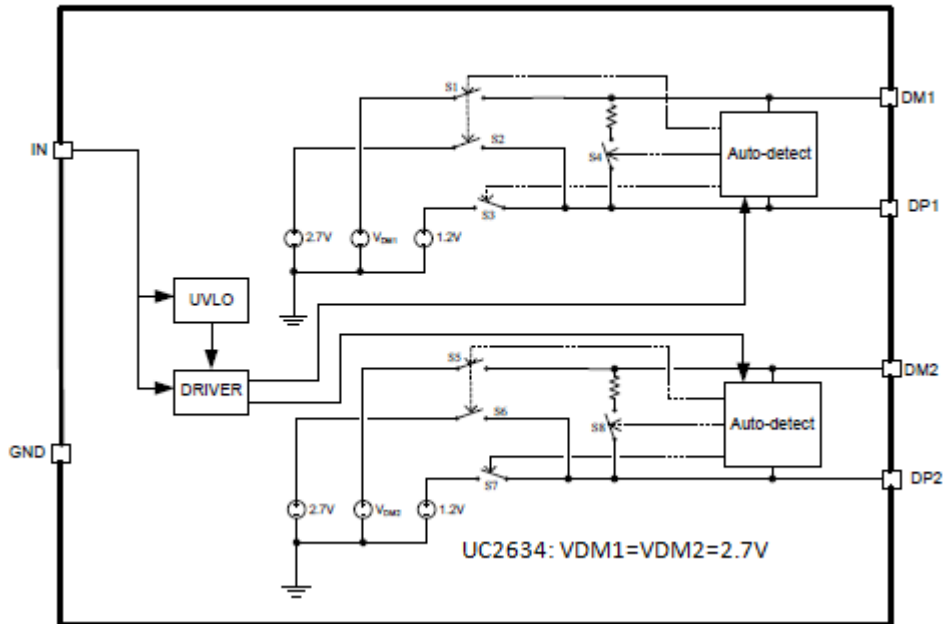 S1
DM1
S2
IN
Auto-detect
S4
S3
DP1
2.7V
VDM1
1.2V
UVLO
DRIVER
S5
DM2
S6
Auto-detect
S8
GND
S7
DP2
2.7V
VDM2
1.2V
UC2634: VDM1=VDM2=2.7V